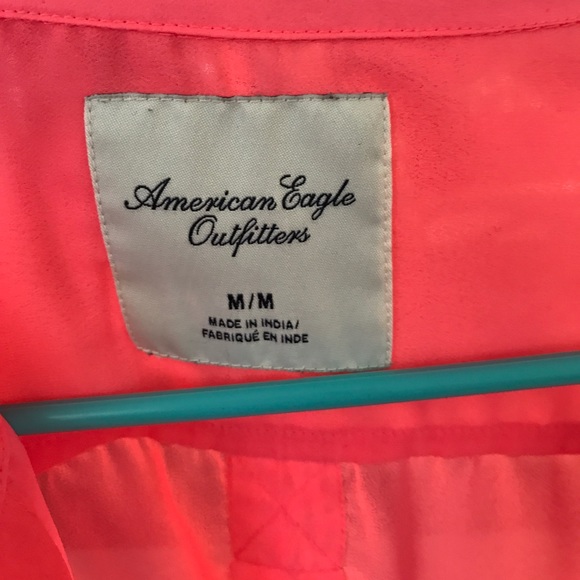 American Eagle
Outfitters
M/M
MADE IN INDIA/
FABRIQUÉ EN INDE